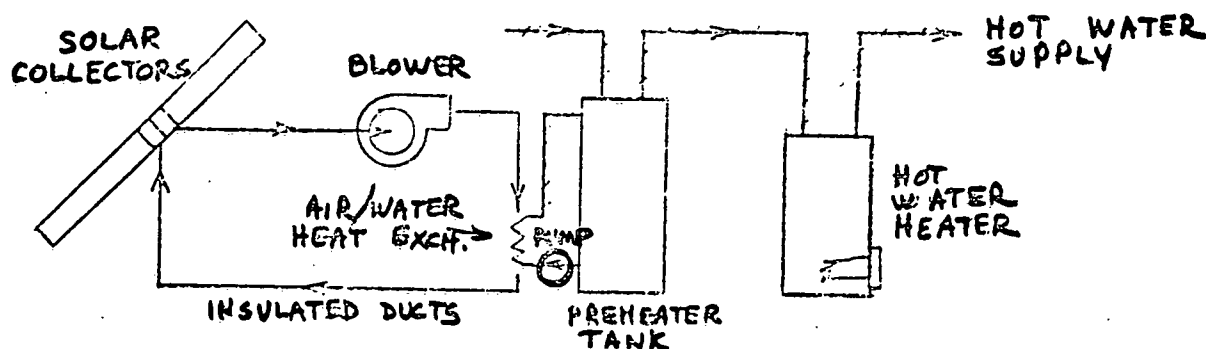 SOLAR
COLLECTORS
BLOWER
HOT WATER
SUPPLY
AIR/WATER
HEAT EXCH.
PUMP
HOT
WATER
HEATER
INSULATED DUCTS
PREHEATER
TANK